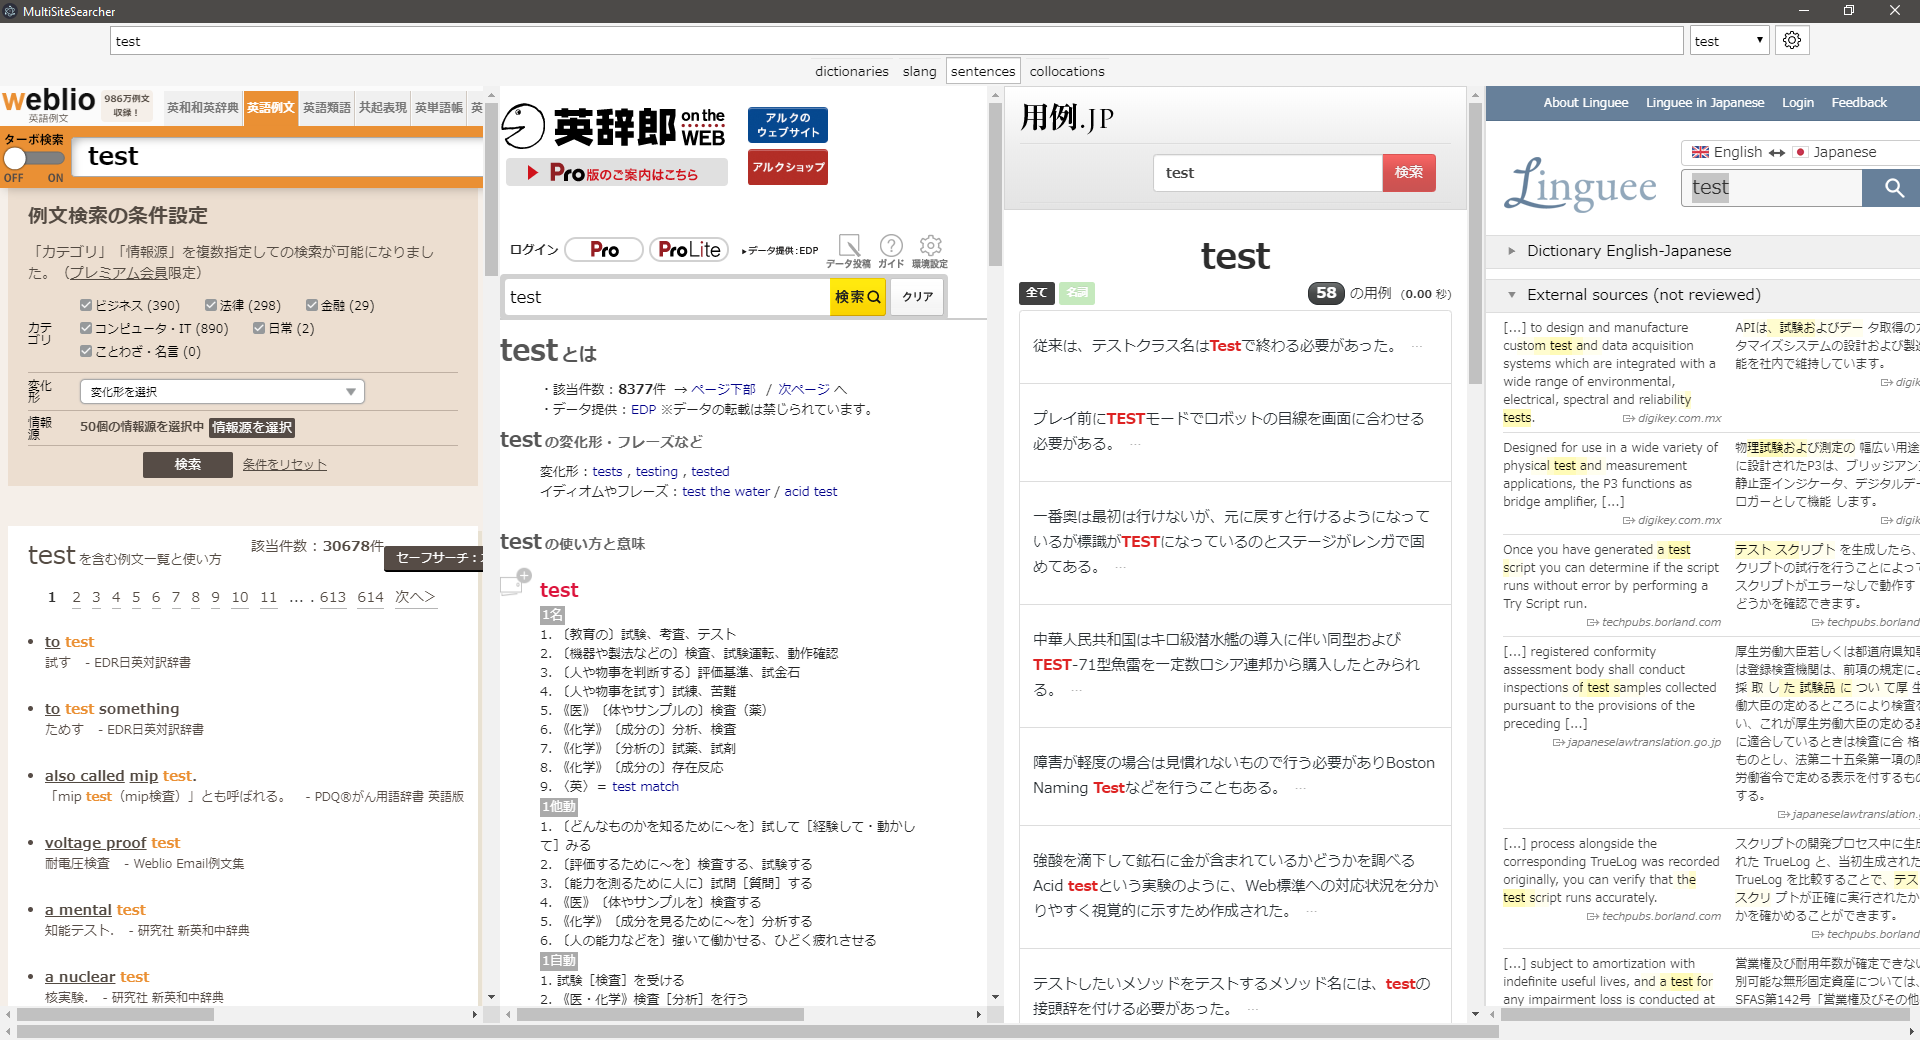 MultiSiteSearcher
test
test
dictionaries
slang
sentences
collocations
weblio
英語例文
986万例文
収録！
英和和英辞典
英語例文
英語類語
共起表現
英単語帳
英
ターボ検索
OFF ON
test
例文検索の条件設定
「カテゴリ」「情報源」を複数指定しての検索が可能になりまし
た。（プレミアム会員限定）
カテ
ゴリ
ビジネス (390) 法律 (298) 金融 (29)
コンピュータ・IT (890) 日常 (2)
ことわざ・名言 (0)
変化
形
変化形を選択
情報
源
50個の情報源を選択中 情報源を選択
検索 条件をリセット
test を含む例文一覧と使い方
該当件数 : 30678件
セーフサーチ：
1 2 3 4 5 6 7 8 9 10 11 ... . 613 614 次へ>
to test
試す - EDR日英対訳辞書
to test something
ためす - EDR日英対訳辞書
also called mip test.
「mip test（mip検査）」とも呼ばれる。 - PDQ®がん用語辞書 英語版
voltage proof test
耐電圧検査 - Weblio Email例文集
a mental test
知能テスト. - 研究社 新英和中辞典
a nuclear test
核実験. - 研究社 新英和中辞典
英辞郎 on the WEB
Pro版のご案内はこちら
アルクの
ウェブサイト
アルクショップ
ログイン
Pro
ProLite
▸データ提供：EDP
データ投稿
ガイド
環境設定
test
検索
クリア
test とは
・該当件数 : 8377件 → ページ下部 / 次ページ へ
・データ提供 : EDP ※データの転載は禁じられています。
test の変化形・フレーズなど
変化形 : tests , testing , tested
イディオムやフレーズ : test the water / acid test
test の使い方と意味
test
1名
1. 〔教育の〕試験、考査、テスト
2. 〔機器や製法などの〕検査、試験運転、動作確認
3. 〔人や物事を判断する〕評価基準、試金石
4. 〔人や物事を試す〕試練、苦難
5. 《医》〔体やサンプルの〕検査（薬）
6. 《化学》〔成分の〕分析、検査
7. 《化学》〔分析の〕試薬、試剤
8. 《化学》〔成分の〕存在反応
9. 〈英〉= test match
1他動
1. 〔どんなものかを知るために～を〕試して［経験して・動かし
て］みる
2. 〔評価するために～を〕検査する、試験する
3. 〔能力を測るために人に〕試問［質問］する
4. 《医》〔体やサンプルを〕検査する
5. 《化学》〔成分を見るために～を〕分析する
6. 〔人の能力などを〕強いて働かせる、ひどく疲れさせる
1自動
1. 試験［検査］を受ける
2. 《医・化学》検査［分析］を行う
用例.JP
test
検索
test
全て 名詞
58 の用例 (0.00 秒)
従来は、テストクラス名はTestで終わる必要があった。 …
プレイ前にTESTモードでロボットの目線を画面に合わせる
必要がある。 …
一番奥は最初は行けないが、元に戻すと行けるようになって
いるが標識がTESTになっているのとステージがレンガで固
めてある。 …
中華人民共和国はキロ級潜水艦の導入に伴い同型および
TEST-71型魚雷を一定数ロシア連邦から購入したとみられ
る。 …
障害が軽度の場合は見慣れないもので行う必要がありBoston
Naming Testなどを行うこともある。 …
強酸を滴下して鉱石に金が含まれているかどうかを調べる
Acid testという実験のように、Web標準への対応状況を分か
りやすく視覚的に示すため作成された。 …
テストしたいメソッドをテストするメソッド名には、testの
接頭辞を付ける必要があった。 …
About Linguee
Linguee in Japanese
Login
Feedback
Linguee
English ↔ Japanese
test
Dictionary English-Japanese
External sources (not reviewed)
[...] to design and manufacture
custom test and data acquisition
systems which are integrated with a
wide range of environmental,
electrical, spectral and reliability
tests.
digikey.com.mx
APIは、試験およびデー タ取得のカ
タマイズシステムの設計および製造
能を社内で維持しています。
digik
Designed for use in a wide variety of
physical test and measurement
applications, the P3 functions as
bridge amplifier, [...]
digikey.com.mx
物理試験および測定の 幅広い用途
に設計されたP3は、ブリッジアン
静止歪インジケータ、デジタルデー
ロガーとして機能 します。
digik
Once you have generated a test
script you can determine if the script
runs without error by performing a
Try Script run.
techpubs.borland.com
テスト スクリプト を生成したら、
クリプトの試行を行うことによって
スクリプトがエラーなしで動作す
どうかを確認できます。
techpubs.borland
[...] registered conformity
assessment body shall conduct
inspections of test samples collected
pursuant to the provisions of the
preceding [...]
japaneselawtranslation.go.jp
厚生労働大臣若しくは都道府県知事
は登録検査機関は、前項の規定によ
採 取 し た 試験品 に つい て厚 生
働大臣の定めるところにより検査を
い、これが厚生労働大臣の定める基
に適合しているときは検査に合 格
ものとし、法第二十五条第一項の厚
労働省令で定める表示を付するもの
する。
japaneselawtranslation.g
[...] process alongside the
corresponding TrueLog was recorded
originally, you can verify that the
test script runs accurately.
techpubs.borland.com
スクリプトの開発プロセス中に生成
れた TrueLog と、当初生成された
TrueLog を比較することで、テス
スクリ プトが正確に実行されたか
かを確かめることができます。
techpubs.borland
[...] subject to amortization with
indefinite useful lives, and a test for
any impairment loss is conducted at
営業権及び耐用年数が確定できない
別可能な無形固定資産については、
SFAS第142号「営業権及びその他